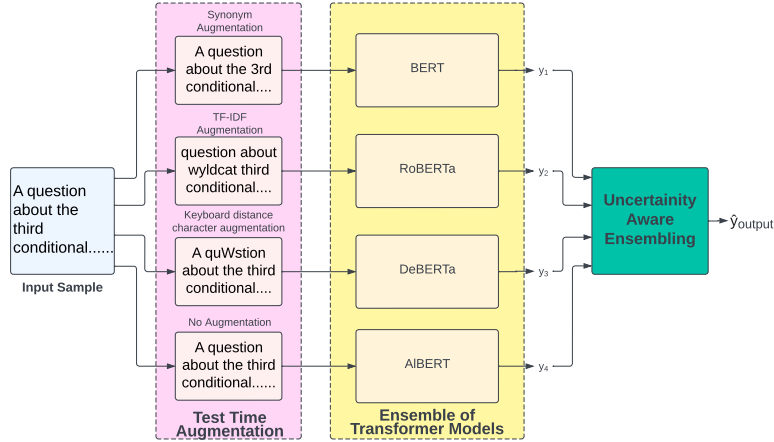 Synonym
Augmentation
A question
about the 3rd
conditional....
BERT
y₁
TF-IDF
Augmentation
question about
wyldcat third
conditional....
RoBERTa
y₂
A question
about the
third
conditional......
Input Sample
Uncertainity
Aware
Ensembling
ŷoutput
Keyboard distance
character augmentation
A quWstion
about the third
conditional....
DeBERTa
y₃
No Augmentation
A question
about the third
conditional......
AlBERT
y₄
Test Time
Augmentation
Ensemble of
Transformer Models